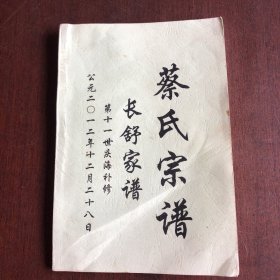 蔡氏宗谱
长舒家谱
第十一世庆海补修
公元二〇一二年十二月二十八日